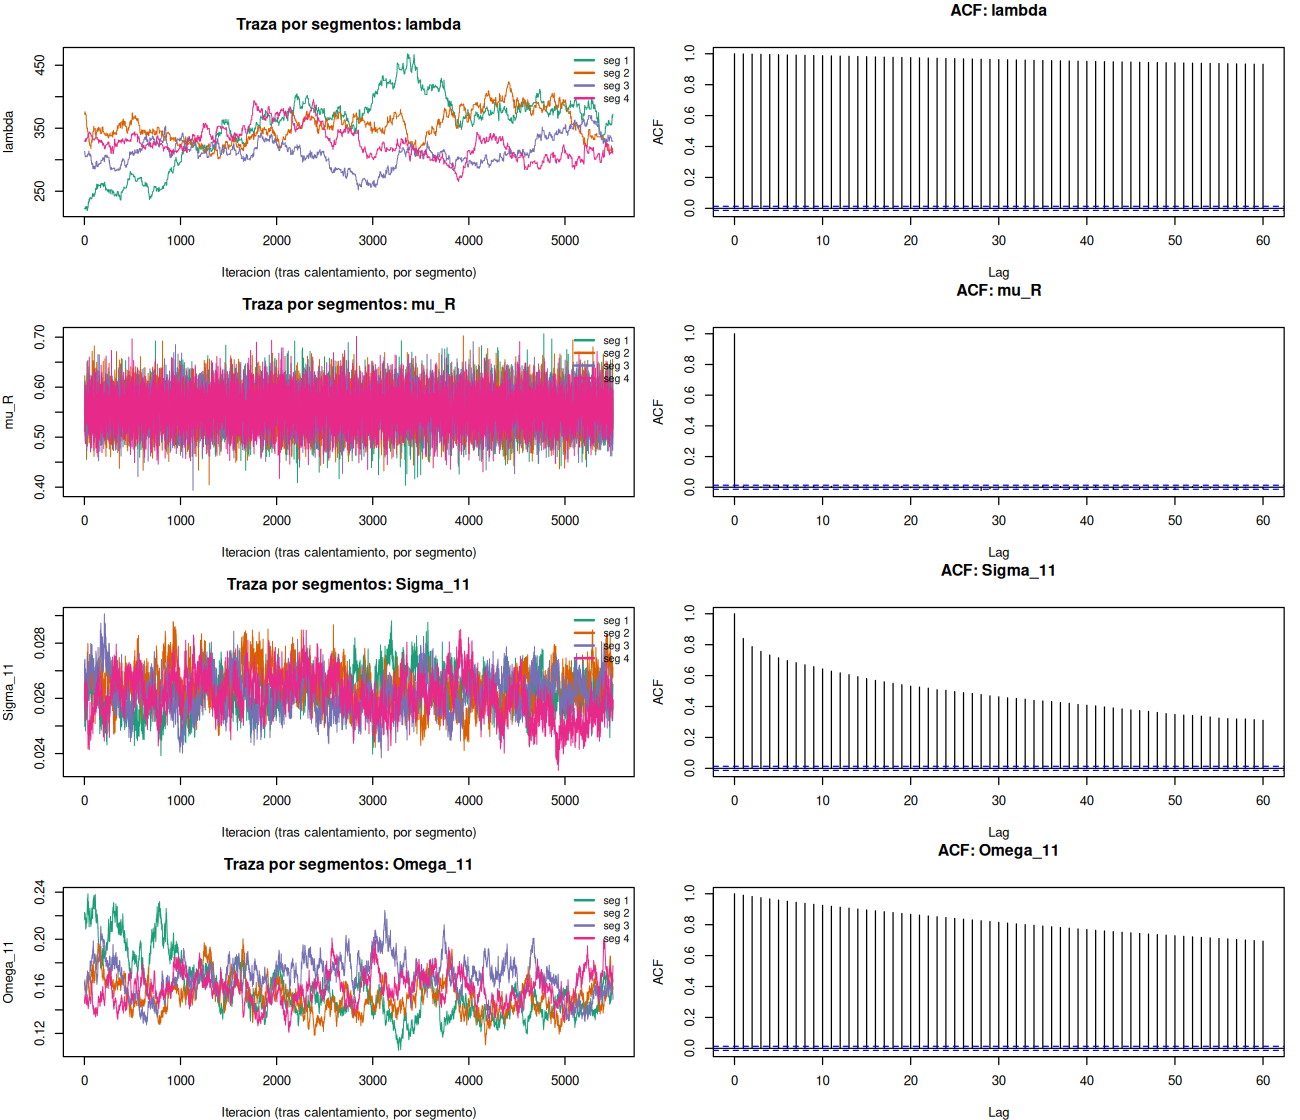 Traza por segmentos: lambda
lambda
450
350
250
seg 1
seg 2
seg 3
seg 4
0 1000 2000 3000 4000 5000
Iteracion (tras calentamiento, por segmento)
ACF: lambda
ACF
1.0
0.8
0.6
0.4
0.2
0.0
0 10 20 30 40 50 60
Lag
Traza por segmentos: mu_R
mu_R
0.70
0.60
0.50
0.40
seg 1
seg 2
seg 3
seg 4
0 1000 2000 3000 4000 5000
Iteracion (tras calentamiento, por segmento)
ACF: mu_R
ACF
1.0
0.8
0.6
0.4
0.2
0.0
0 10 20 30 40 50 60
Lag
Traza por segmentos: Sigma_11
Sigma_11
0.028
0.026
0.024
seg 1
seg 2
seg 3
seg 4
0 1000 2000 3000 4000 5000
Iteracion (tras calentamiento, por segmento)
ACF: Sigma_11
ACF
1.0
0.8
0.6
0.4
0.2
0.0
0 10 20 30 40 50 60
Lag
Traza por segmentos: Omega_11
Omega_11
0.24
0.20
0.16
0.12
seg 1
seg 2
seg 3
seg 4
0 1000 2000 3000 4000 5000
Iteracion (tras calentamiento, por segmento)
ACF: Omega_11
ACF
1.0
0.8
0.6
0.4
0.2
0.0
0 10 20 30 40 50 60
Lag